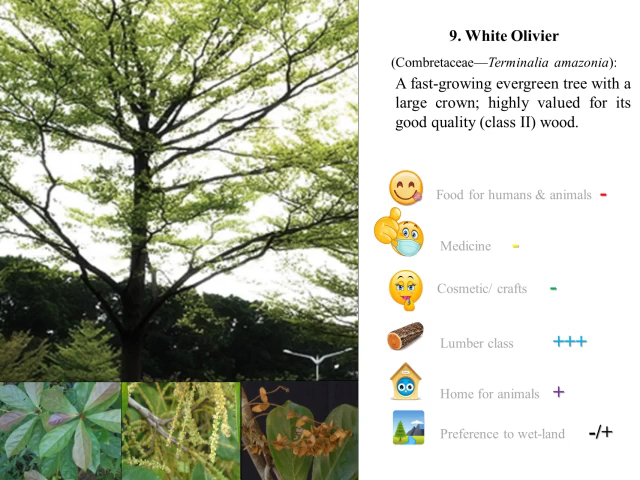 9. White Olivier
(Combretaceae—Terminalia amazonia):
A fast-growing evergreen tree with a
large crown; highly valued for its
good quality (class II) wood.
Food for humans & animals -
Medicine -
Cosmetic/ crafts -
Lumber class +++
Home for animals +
Preference to wet-land -/+